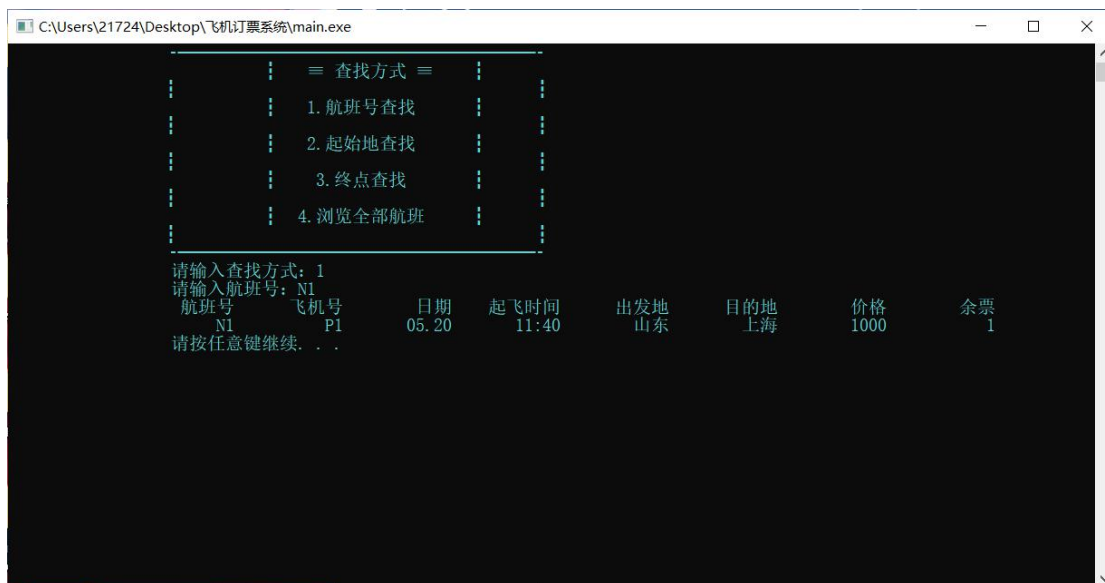 C:\Users\21724\Desktop\飞机订票系统\main.exe
≡ 查找方式 ≡
1.航班号查找
2.起始地查找
3.终点查找
4.浏览全部航班
请输入查找方式: 1
请输入航班号: N1
航班号 飞机号 日期 起飞时间 出发地 目的地 价格 余票
N1 P1 05.20 11:40 山东 上海 1000 1
请按任意键继续. . .